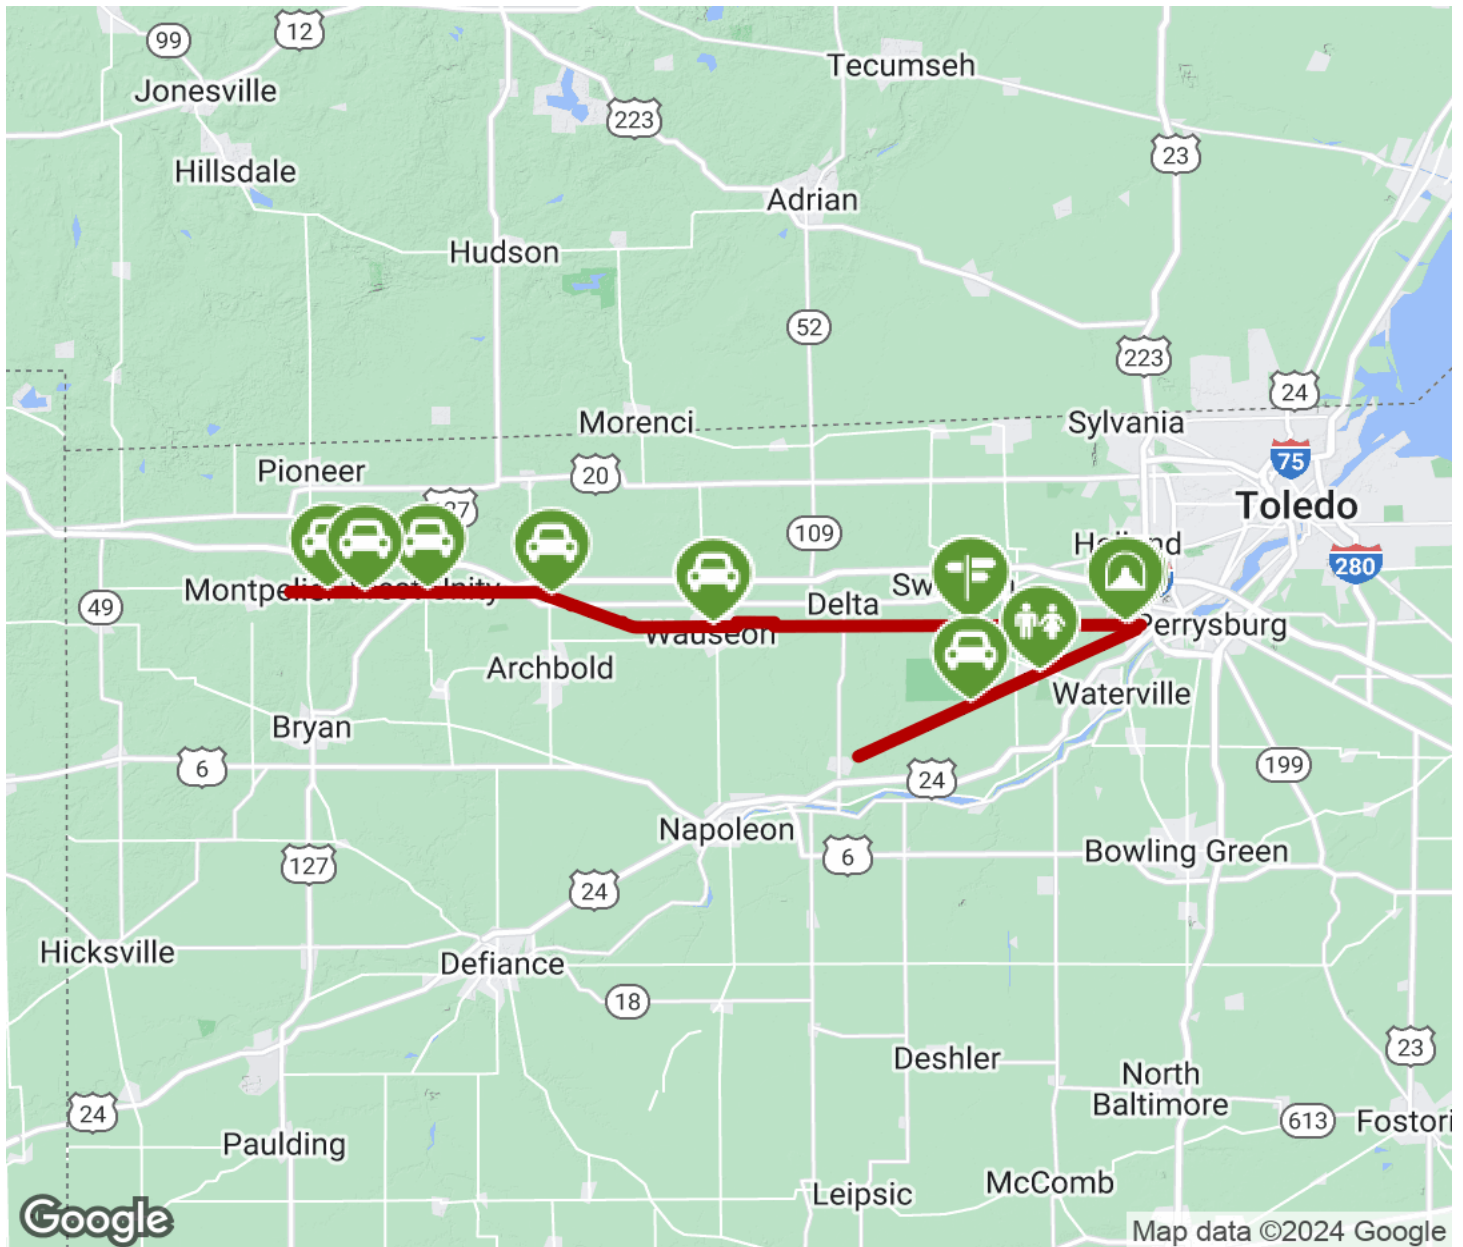 99
12
Tecumseh
Jonesville
223
23
Hillsdale
Adrian
Hudson
52
223
24
Morenci
Sylvania
75
Pioneer
20
Toledo
109
280
49
Delta
Perrysburg
Wauseon
Archbold
Waterville
Bryan
6
24
199
Napoleon
Bowling Green
6
127
24
Hicksville
Defiance
18
23
Deshler
North
Baltimore
24
613
Paulding
McComb
Leipsic
Google
Map data ©2024 Google